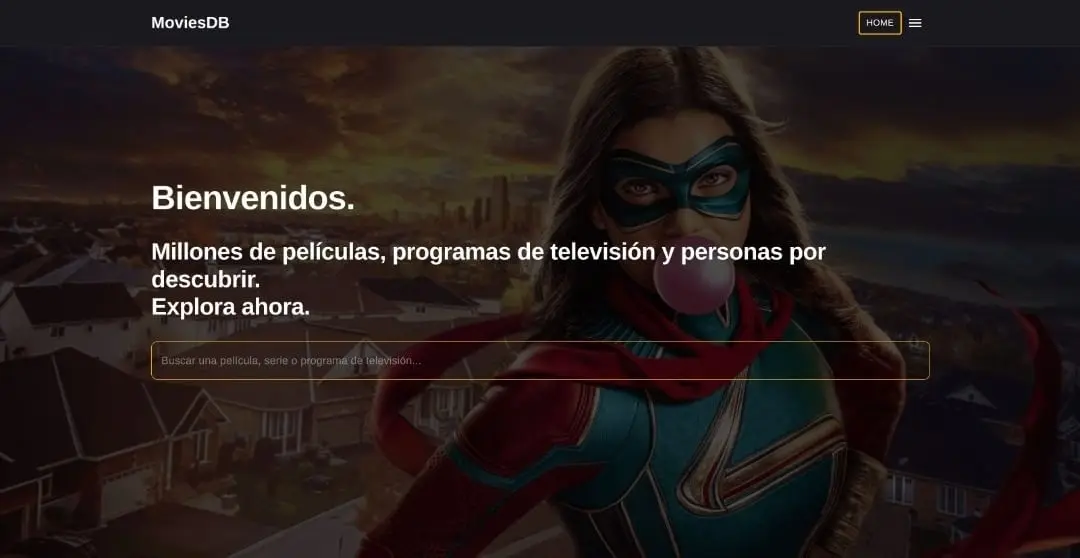 MoviesDB
HOME
Bienvenidos.
Millones de películas, programas de televisión y personas por
descubrir.
Explora ahora.
Buscar una película, serie o programa de televisión...